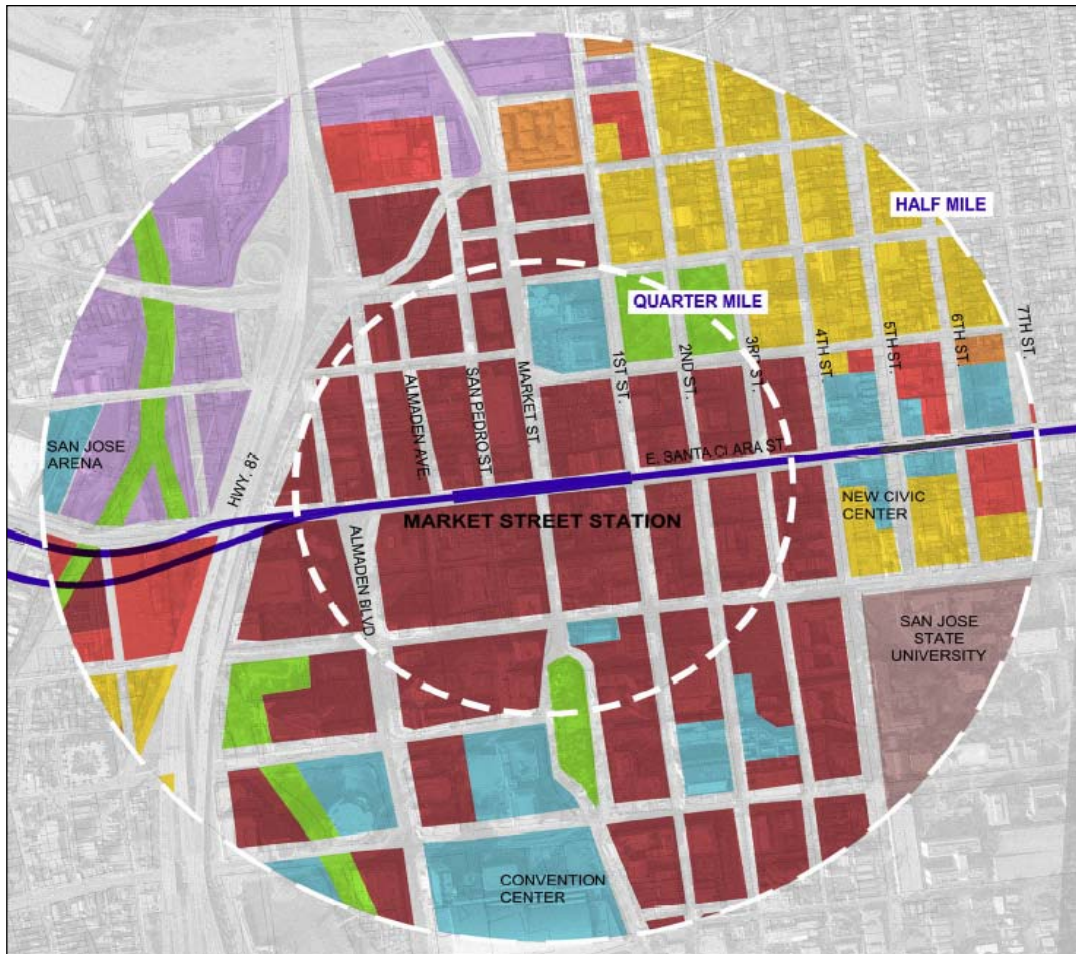 HALF MILE
QUARTER MILE
7TH ST.
6TH ST.
5TH ST.
4TH ST.
3RD ST.
2ND ST.
1ST ST.
MARKET ST.
SAN PEDRO ST.
ALMADEN AVE.
SAN JOSE
ARENA
HWY. 87
E. SANTA CLARA ST.
MARKET STREET STATION
NEW CIVIC
CENTER
ALMADEN BLVD.
SAN JOSE
STATE
UNIVERSITY
CONVENTION
CENTER